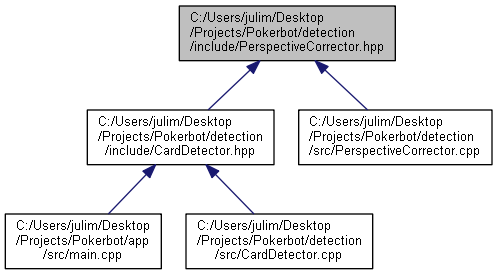 C:/Users/julim/Desktop
/Projects/Pokerbot/detection
/include/PerspectiveCorrector.hpp
C:/Users/julim/Desktop
/Projects/Pokerbot/detection
/include/CardDetector.hpp
C:/Users/julim/Desktop
/Projects/Pokerbot/detection
/src/PerspectiveCorrector.cpp
C:/Users/julim/Desktop
/Projects/Pokerbot/app
/src/main.cpp
C:/Users/julim/Desktop
/Projects/Pokerbot/detection
/src/CardDetector.cpp